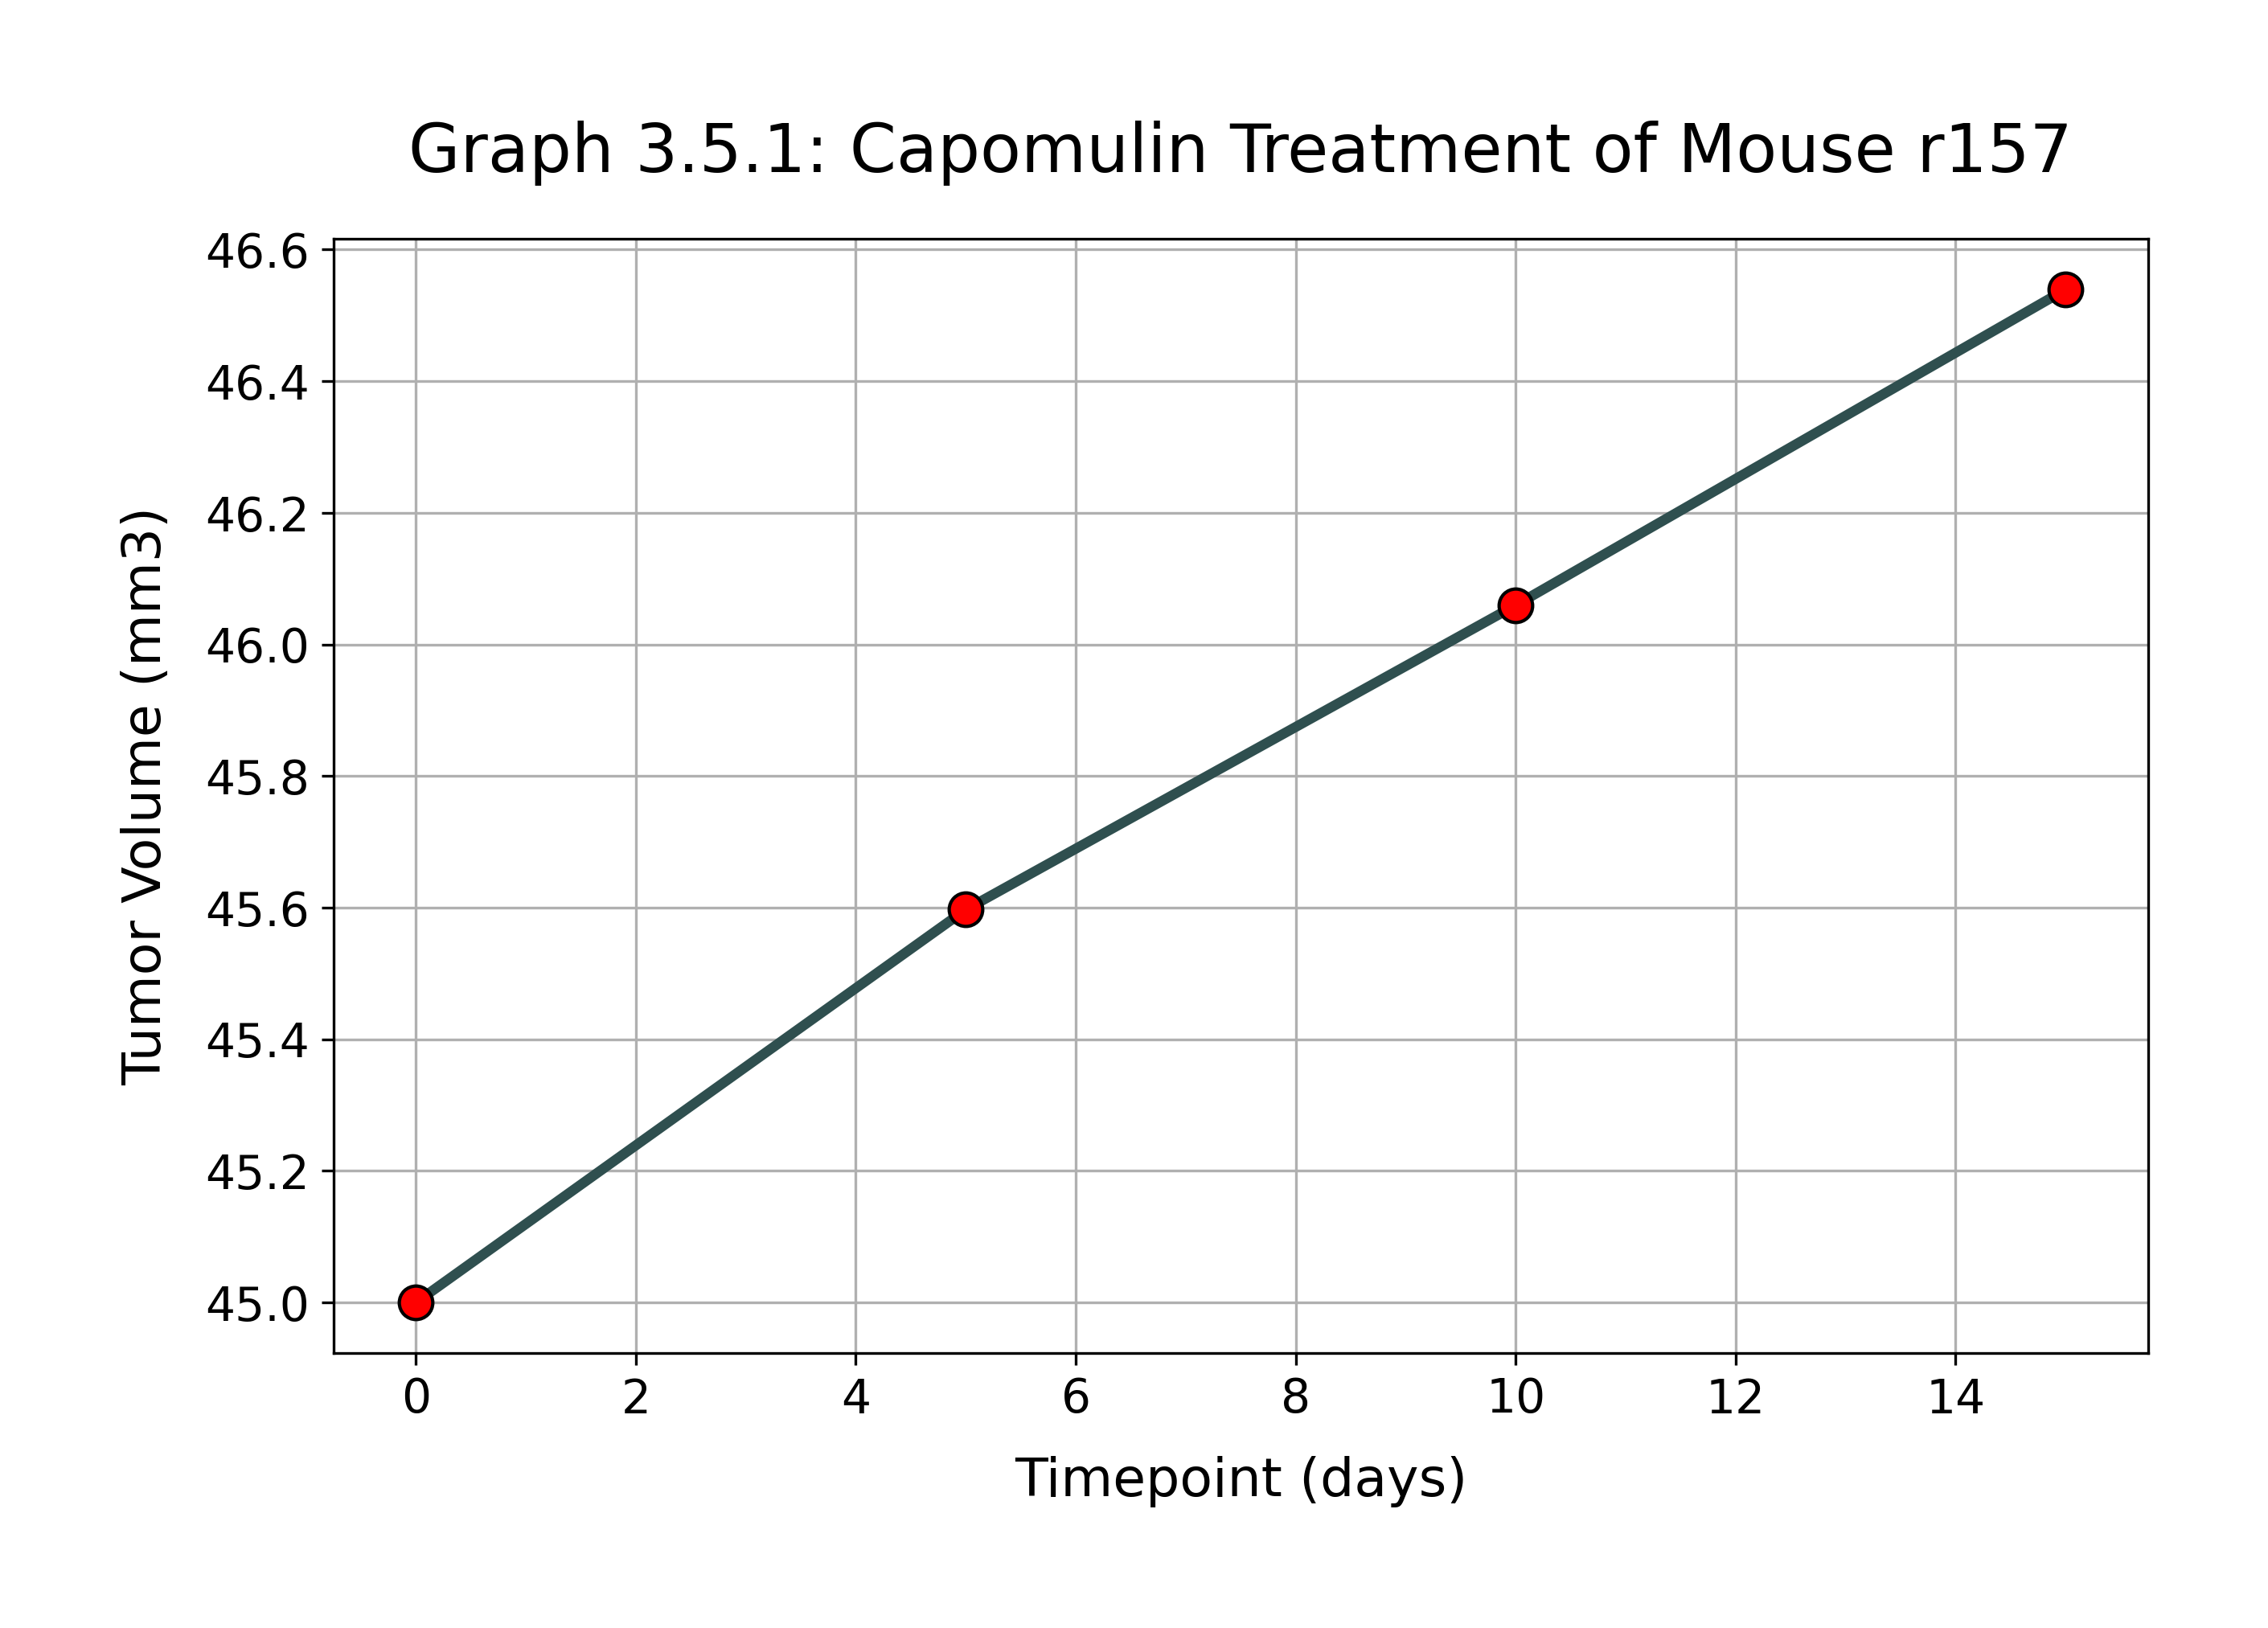 Graph 3.5.1: Capomulin Treatment of Mouse r157
46.6
46.4
46.2
46.0
45.8
45.6
45.4
45.2
45.0
Tumor Volume (mm3)
0 2 4 6 8 10 12 14
Timepoint (days)